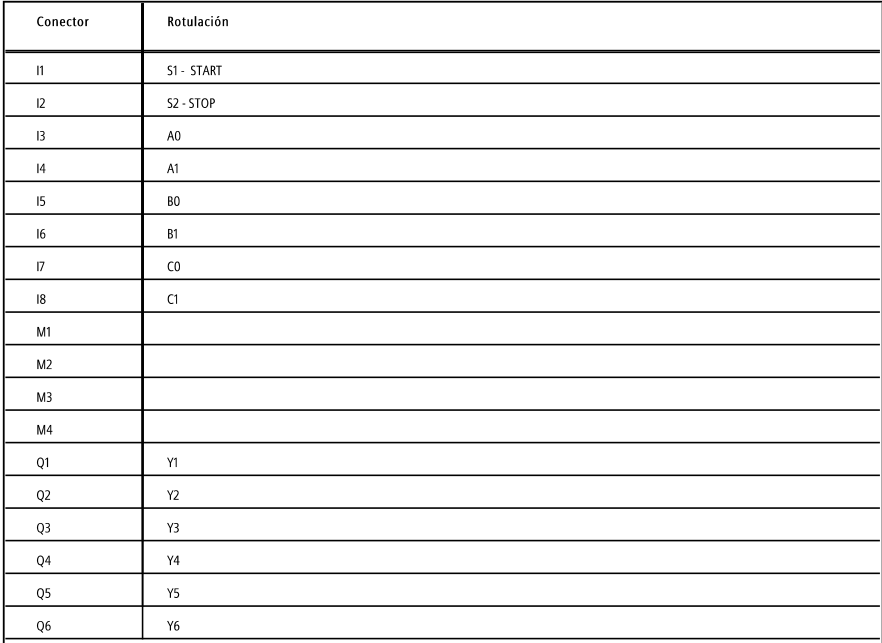 Conector Rotulación
I1 S1 - START
I2 S2 - STOP
I3 A0
I4 A1
I5 B0
I6 B1
I7 C0
I8 C1
M1
M2
M3
M4
Q1 Y1
Q2 Y2
Q3 Y3
Q4 Y4
Q5 Y5
Q6 Y6